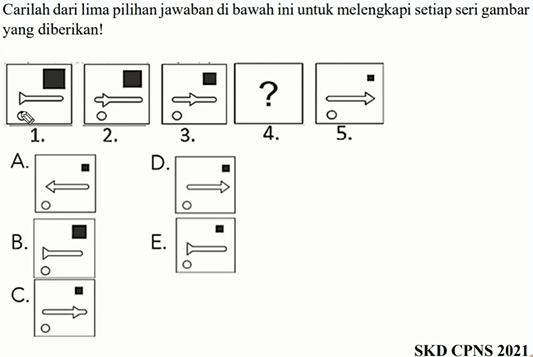 Carilah dari lima pilihan jawaban di bawah ini untuk melengkapi setiap seri gambar
yang diberikan!
?
1. 2. 3. 4. 5.
A. D.
B. E.
C.
SKD CPNS 2021